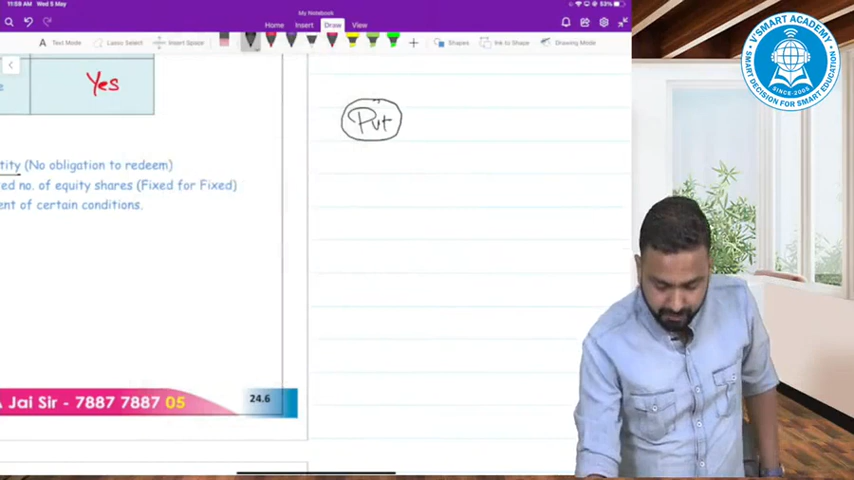 11:59 AM Wed 5 May
53%
My Notebook
Home Insert Draw View
Text Mode Lasso Select Insert Space Shapes Ink to Shape Drawing Mode
Yes
Put
tity (No obligation to redeem)
ed no. of equity shares (Fixed for Fixed)
ent of certain conditions.
A Jai Sir - 7887 7887 05
24.6
V'SMART ACADEMY
SMART DECISION FOR SMART EDUCATION
SINCE-2005